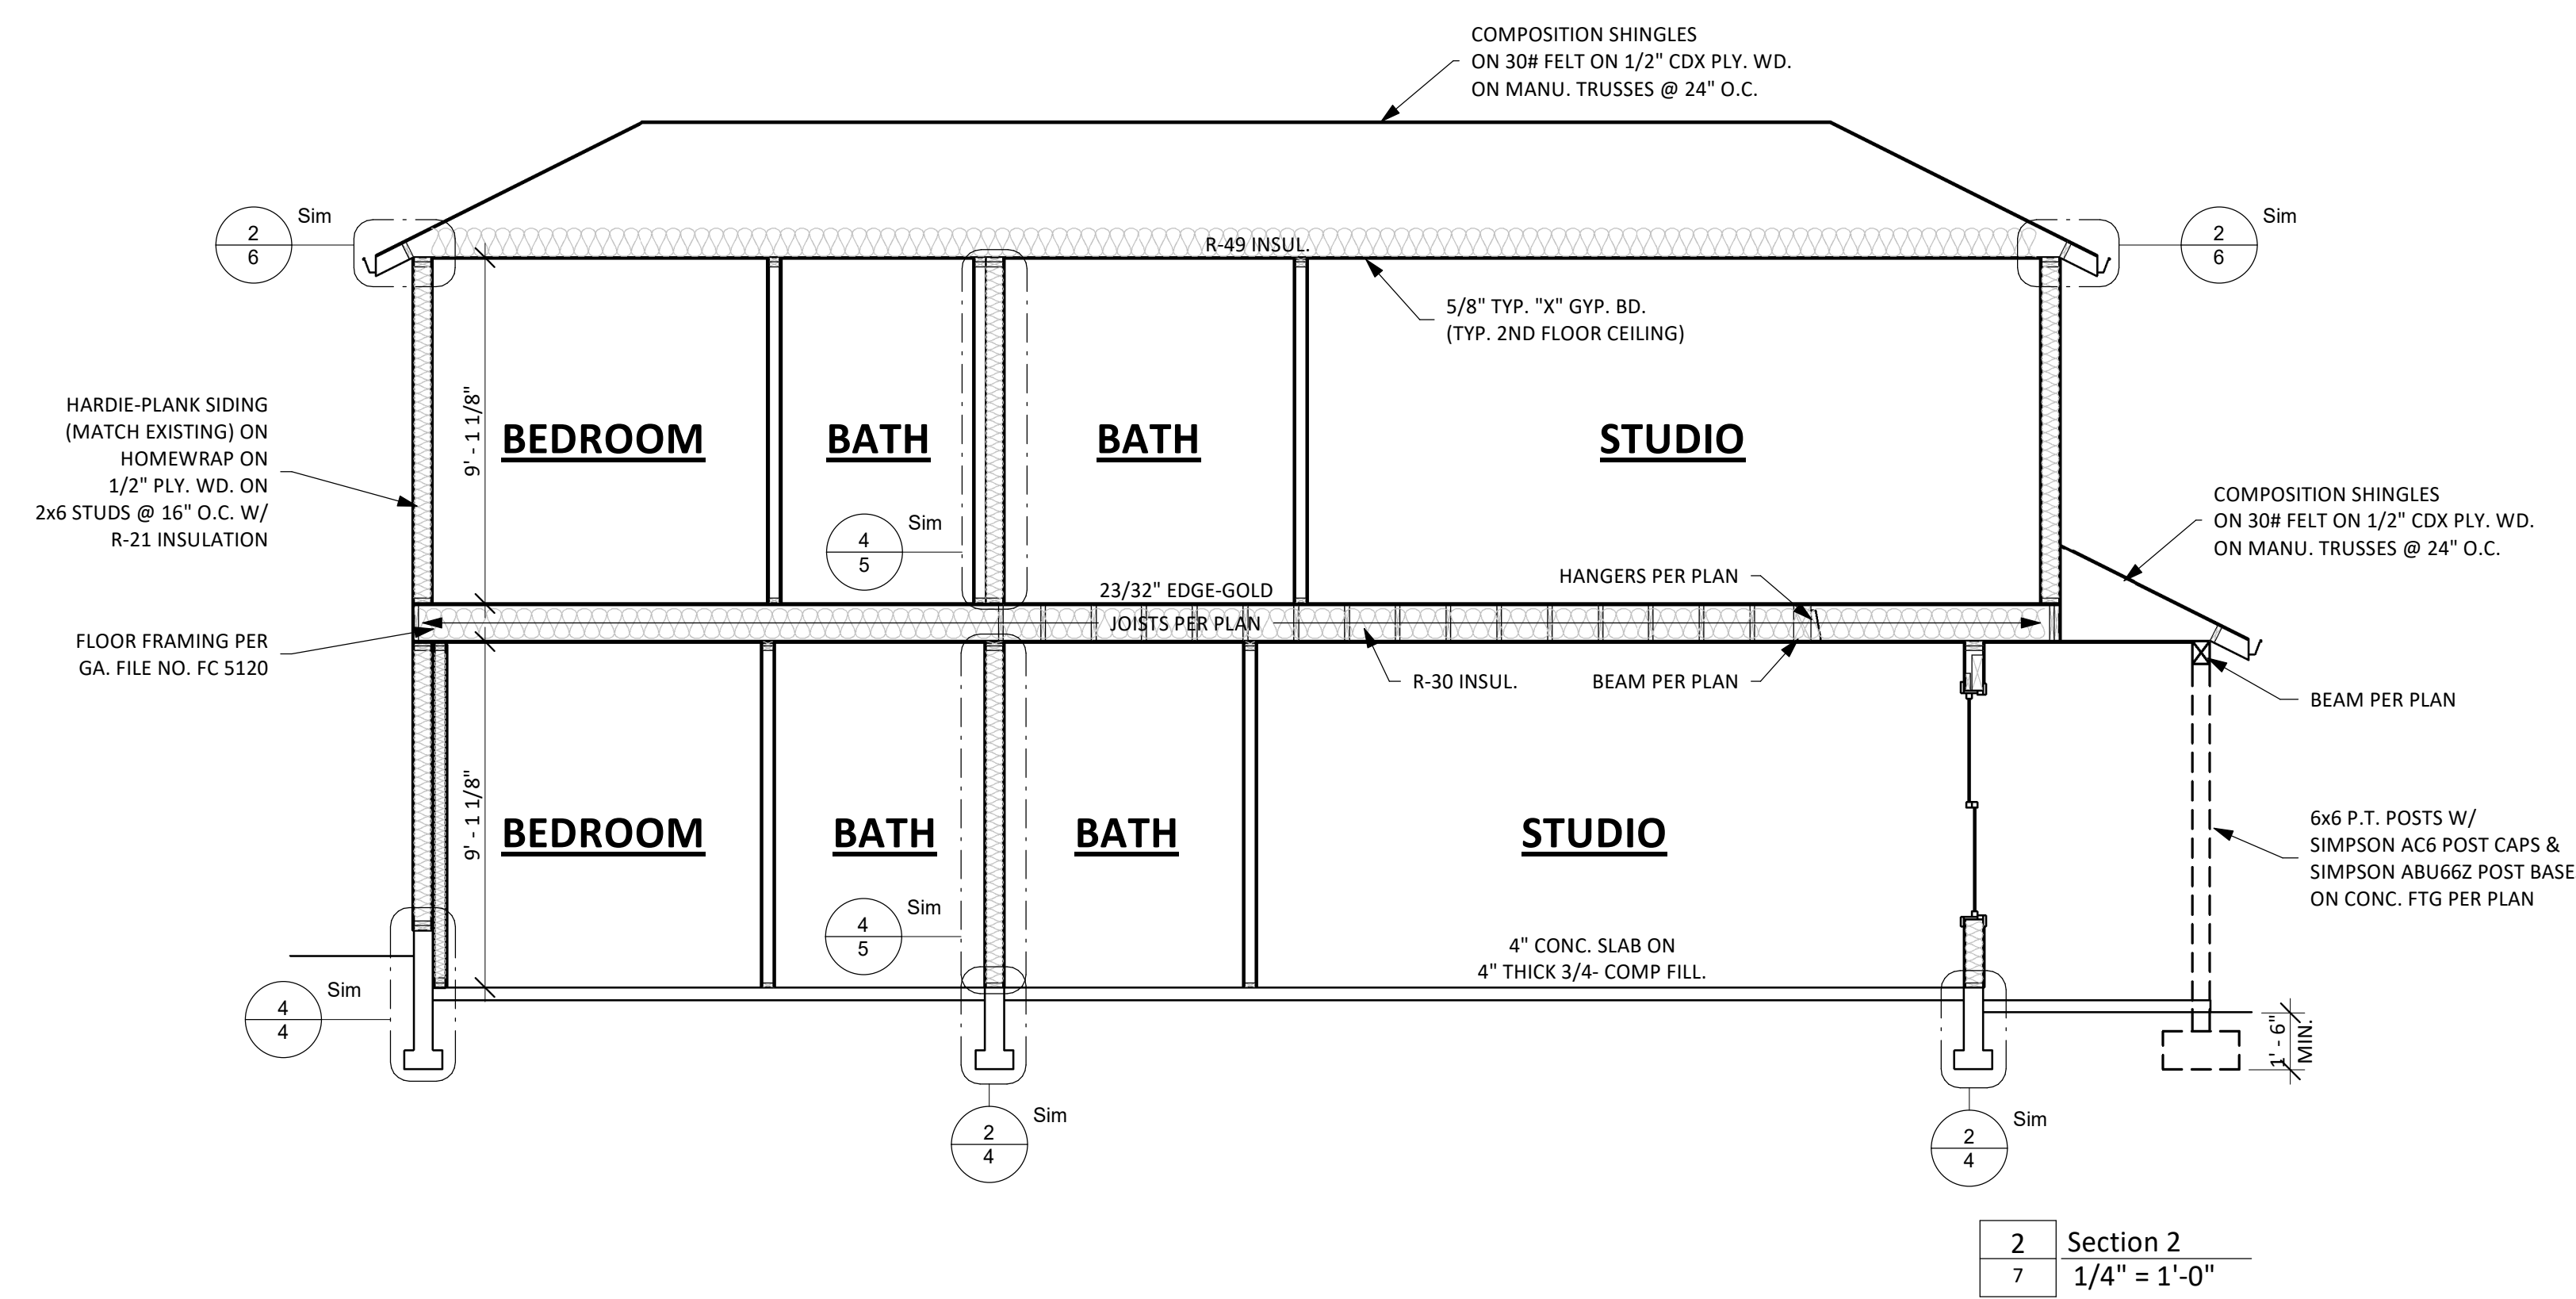 COMPOSITION SHINGLES
ON 30# FELT ON 1/2" CDX PLY. WD.
ON MANU. TRUSSES @ 24" O.C.
2
6
Sim
R-49 INSUL.
2
6
Sim
5/8" TYP. "X" GYP. BD.
(TYP. 2ND FLOOR CEILING)
HARDIE-PLANK SIDING
(MATCH EXISTING) ON
HOMEWRAP ON
1/2" PLY. WD. ON
2x6 STUDS @ 16" O.C. W/
R-21 INSULATION
9' - 1 1/8"
BEDROOM
BATH
BATH
STUDIO
4
5
Sim
COMPOSITION SHINGLES
ON 30# FELT ON 1/2" CDX PLY. WD.
ON MANU. TRUSSES @ 24" O.C.
23/32" EDGE-GOLD
HANGERS PER PLAN
JOISTS PER PLAN
FLOOR FRAMING PER
GA. FILE NO. FC 5120
R-30 INSUL.
BEAM PER PLAN
BEAM PER PLAN
9' - 1 1/8"
BEDROOM
BATH
BATH
STUDIO
6x6 P.T. POSTS W/
SIMPSON AC6 POST CAPS &
SIMPSON ABU66Z POST BASE
ON CONC. FTG PER PLAN
4
5
Sim
4" CONC. SLAB ON
4" THICK 3/4- COMP FILL.
4
4
Sim
1' - 6"
MIN.
2
4
Sim
2
4
Sim
2
7
Section 2
1/4" = 1'-0"